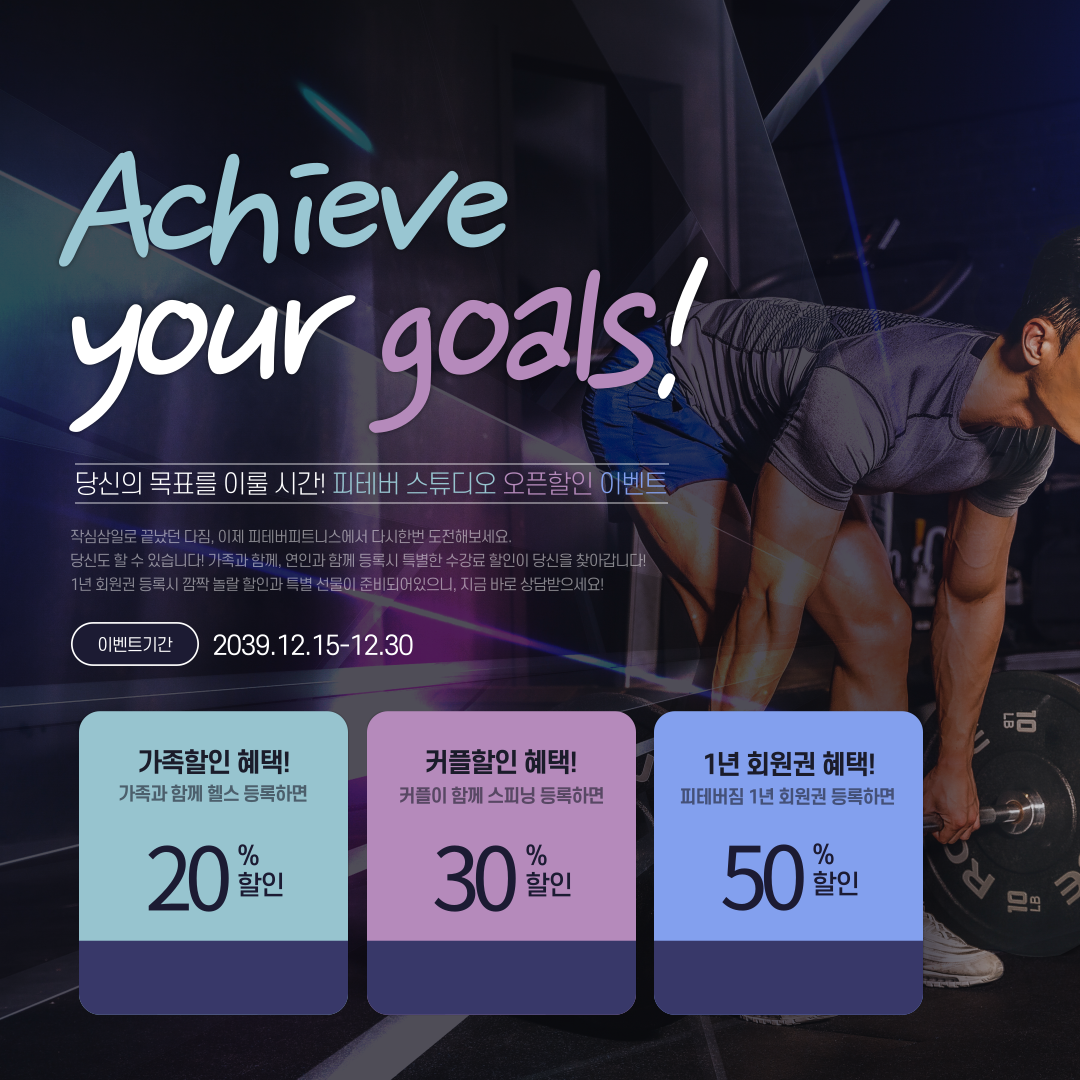 Achieve
your goals!
당신의 목표를 이룰 시간! 피테버 스튜디오 오픈할인 이벤트
작심삼일로 끝났던 다짐, 이제 피테버피트니스에서 다시한번 도전해보세요.
당신도 할 수 있습니다! 가족과 함께, 연인과 함께 등록시 특별한 수강료 할인이 당신을 찾아갑니다!
1년 회원권 등록시 깜짝 놀랄 할인과 특별 선물이 준비되어있으니, 지금 바로 상담받으세요!
이벤트기간 2039.12.15-12.30
가족할인 혜택!
가족과 함께 헬스 등록하면
20% 할인
커플할인 혜택!
커플이 함께 스피닝 등록하면
30% 할인
1년 회원권 혜택!
피테버짐 1년 회원권 등록하면
50% 할인
10 LB
10 LB